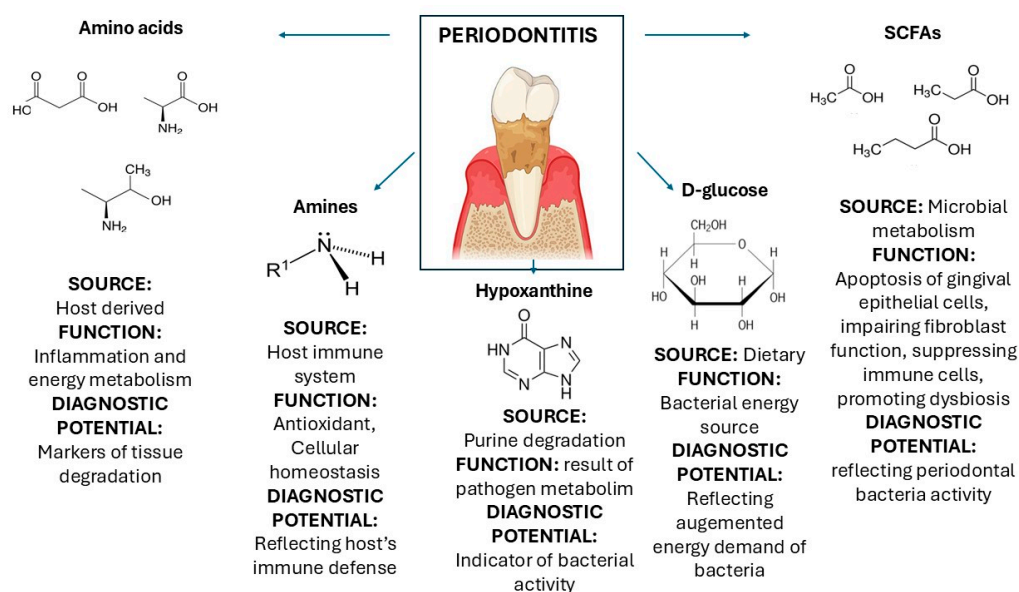 PERIODONTITIS
Amino acids
O
O
HO
OH
O
OH
NH₂
CH₃
OH
NH₂
SOURCE:
Host derived
FUNCTION:
Inflammation and
energy metabolism
DIAGNOSTIC
POTENTIAL:
Markers of tissue
degradation
Amines
R¹
N
H
H
SOURCE:
Host immune
system
FUNCTION:
Antioxidant,
Cellular
homeostasis
DIAGNOSTIC
POTENTIAL:
Reflecting host's
immune defense
Hypoxanthine
O
HN
N
N
N
H
SOURCE:
Purine degradation
FUNCTION: result of
pathogen metabolim
DIAGNOSTIC
POTENTIAL:
Indicator of bacterial
activity
D-glucose
CH₂OH
O
H
H
H
OH
H
HO
OH
H
OH
SOURCE: Dietary
FUNCTION:
Bacterial energy
source
DIAGNOSTIC
POTENTIAL:
Reflecting
augemented
energy demand of
bacteria
SCFAs
O
H₃C
OH
O
H₃C
OH
O
H₃C
OH
SOURCE: Microbial
metabolism
FUNCTION:
Apoptosis of gingival
epithelial cells,
impairing fibroblast
function, suppressing
immune cells,
promoting dysbiosis
DIAGNOSTIC
POTENTIAL:
reflecting periodontal
bacteria activity